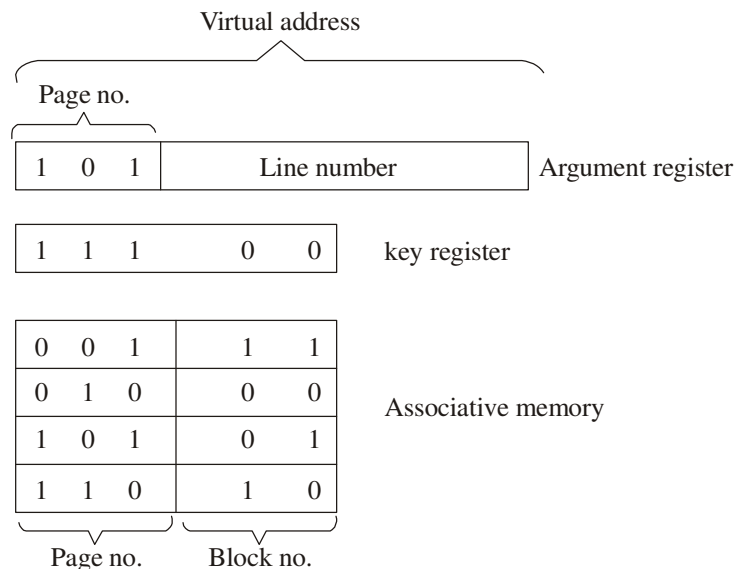 Virtual address
Page no.
1 0 1 Line number Argument register
1 1 1 0 0 key register
0 0 1 1 1
0 1 0 0 0
Associative memory
1 0 1 0 1
1 1 0 1 0
Page no. Block no.